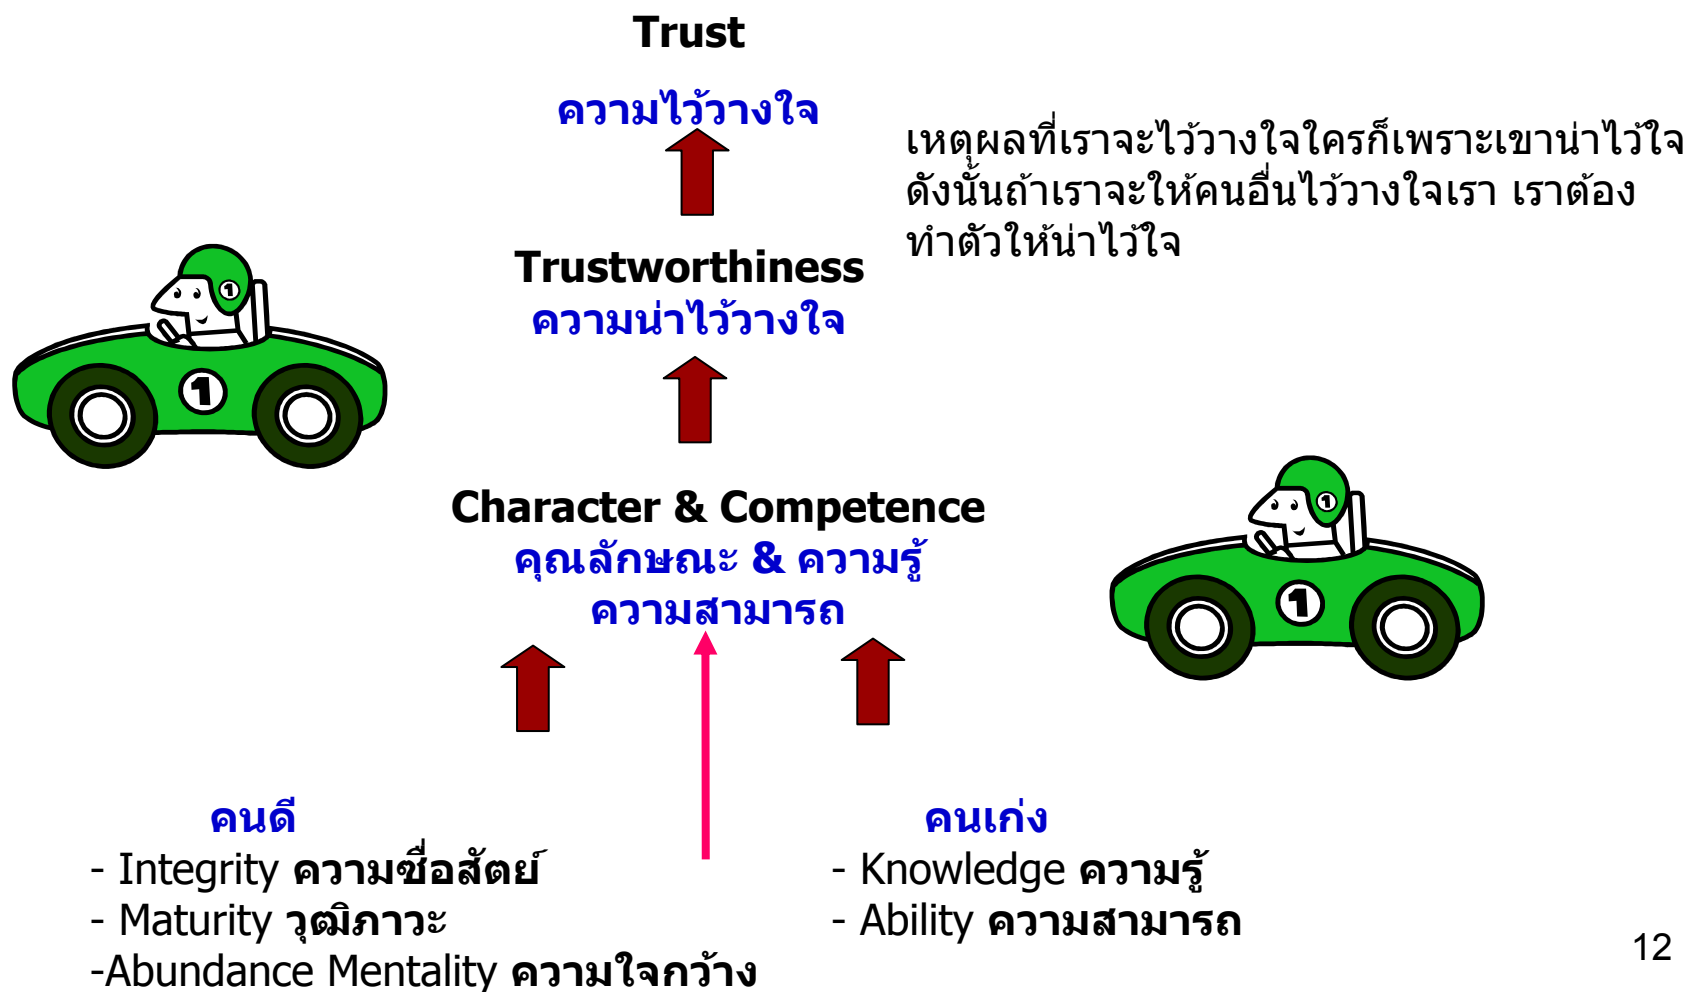 Trust
ความไว้วางใจ
เหตุผลที่เราจะไว้วางใจใครก็เพราะเขาน่าไว้ใจ
ดังนั้นถ้าเราจะให้คนอื่นไว้วางใจเรา เราต้อง
ทำตัวให้น่าไว้ใจ
Trustworthiness
ความน่าไว้วางใจ
1
1
Character & Competence
คุณลักษณะ & ความรู้
ความสามารถ
1
1
คนดี
- Integrity ความซื่อสัตย์
- Maturity วุฒิภาวะ
-Abundance Mentality ความใจกว้าง
คนเก่ง
- Knowledge ความรู้
- Ability ความสามารถ
12